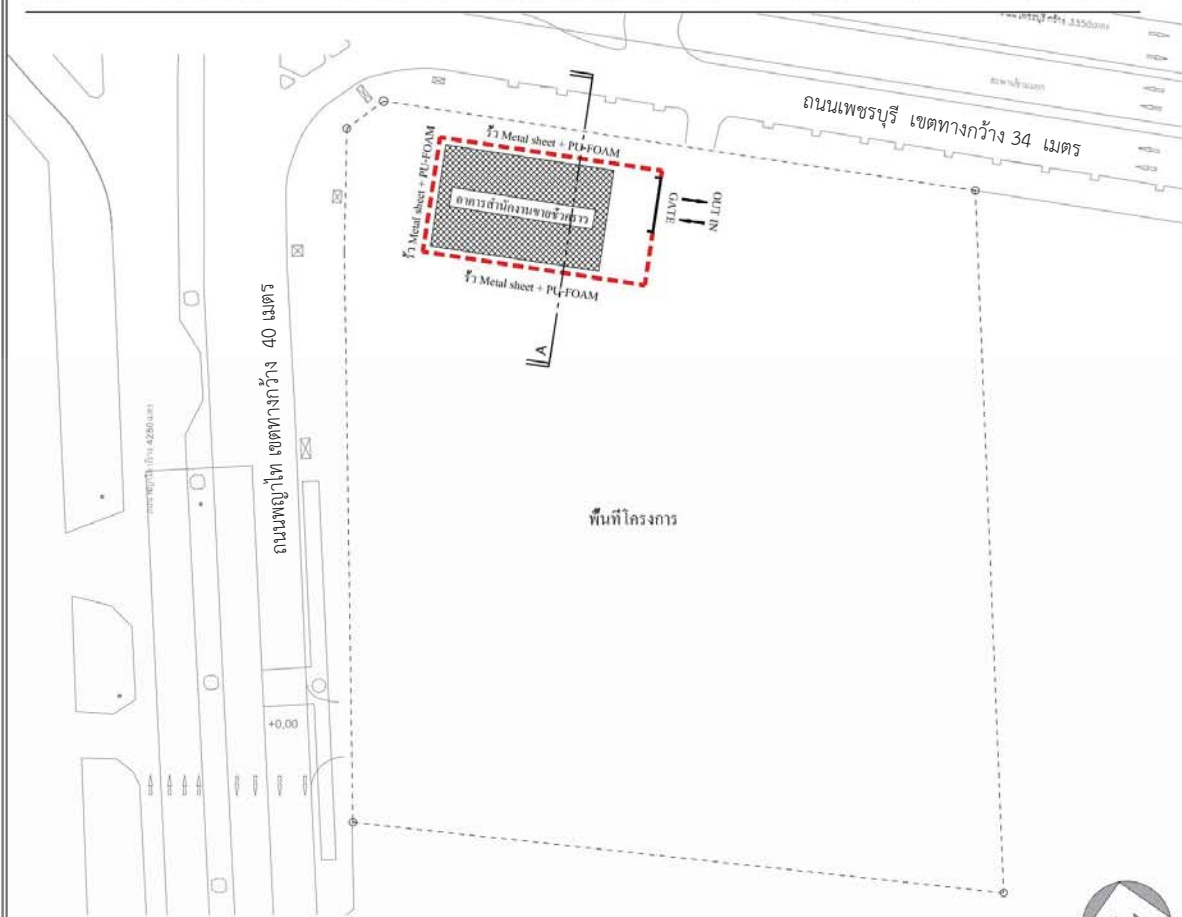 ถนนเพชรบุรี เขตทางกว้าง 34 เมตร
รั้ว Metal sheet + PU-FOAM
รั้ว Metal sheet + PU-FOAM
อาคารสำนักงานขายชั่วคราว
OUT IN
GATE
รั้ว Metal sheet + PU-FOAM
A
ถนนพญาไท เขตทางกว้าง 40 เมตร
พื้นที่โครงการ
+0.00